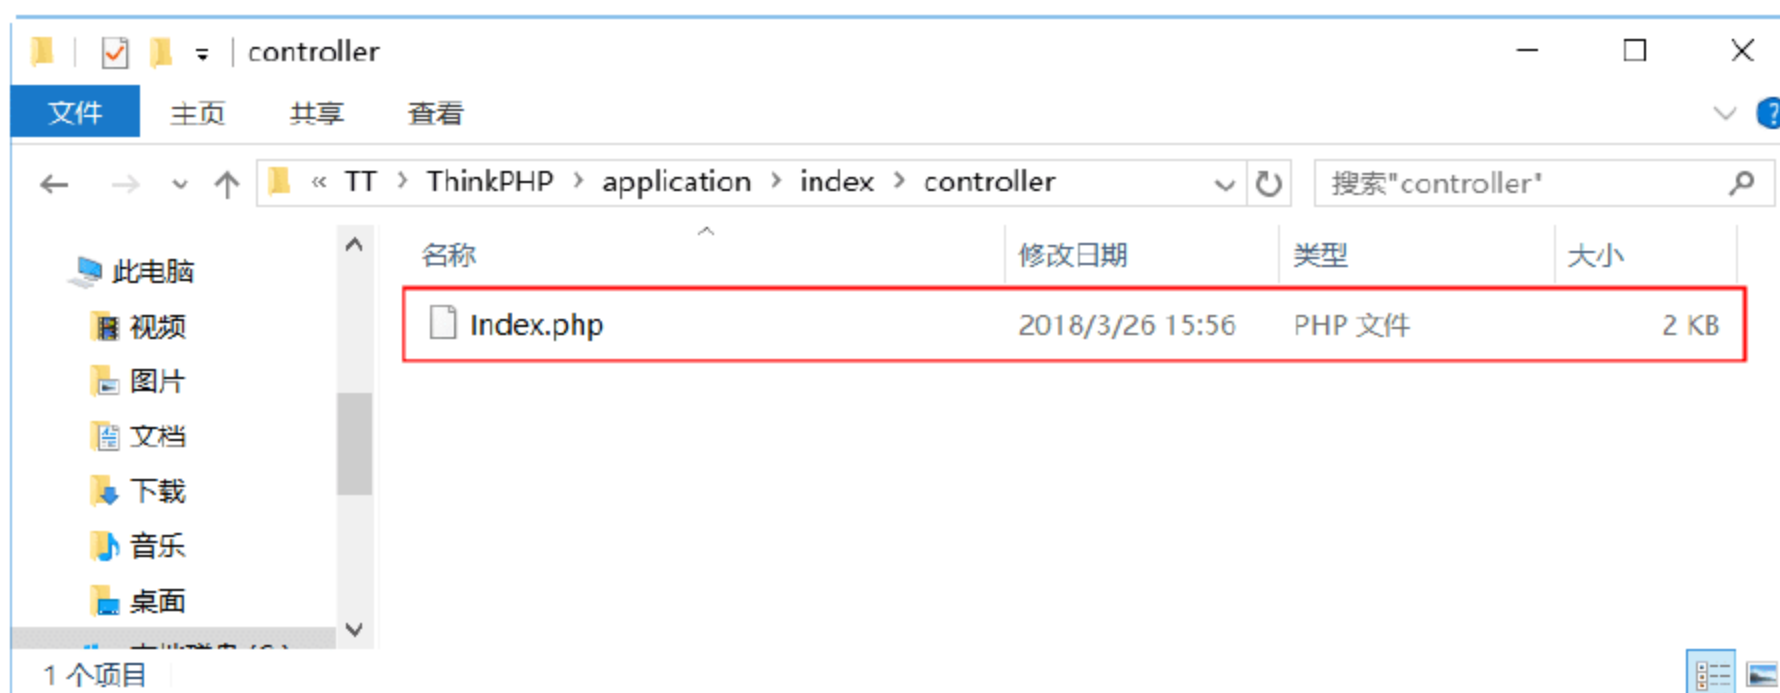 controller
文件 主页 共享 查看
« TT > ThinkPHP > application > index > controller 搜索"controller"
名称 修改日期 类型 大小
Index.php 2018/3/26 15:56 PHP 文件 2 KB
此电脑
视频
图片
文档
下载
音乐
桌面
1 个项目